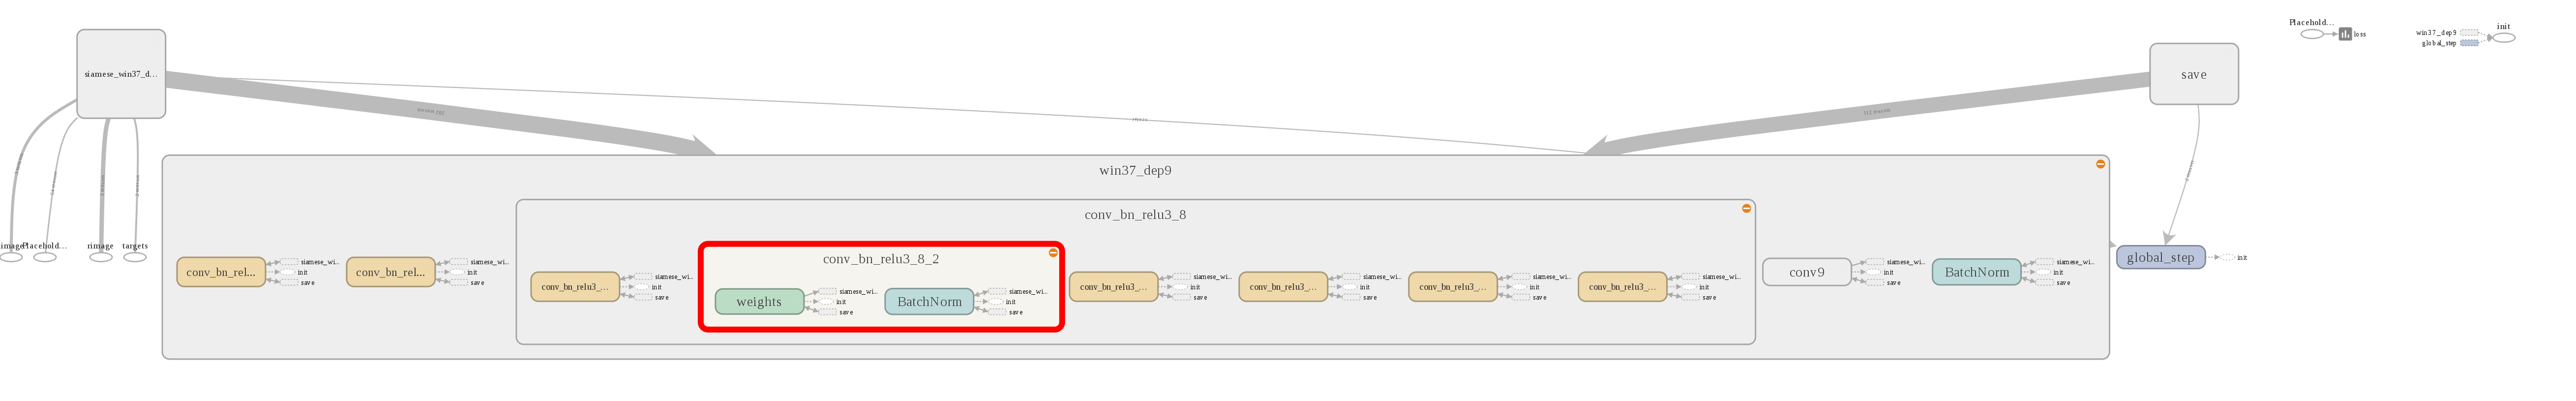 Placehold...
init
loss
win37_dep9
global_step
siamese_win37_d...
save
win37_dep9
conv_bn_relu3_8
image
Placehold...
rimage
targets
conv_bn_rel...
siamese_wi...
init
save
conv_bn_rel...
siamese_wi...
init
save
conv_bn_relu3_...
siamese_wi...
init
save
conv_bn_relu3_8_2
weights
siamese_wi...
init
save
BatchNorm
siamese_wi...
init
save
conv_bn_relu3_...
siamese_wi...
init
save
conv_bn_relu3_...
siamese_wi...
init
save
conv_bn_relu3_...
siamese_wi...
init
save
conv_bn_relu3_...
siamese_wi...
init
save
conv9
siamese_wi...
init
save
BatchNorm
siamese_wi...
init
save
global_step
init